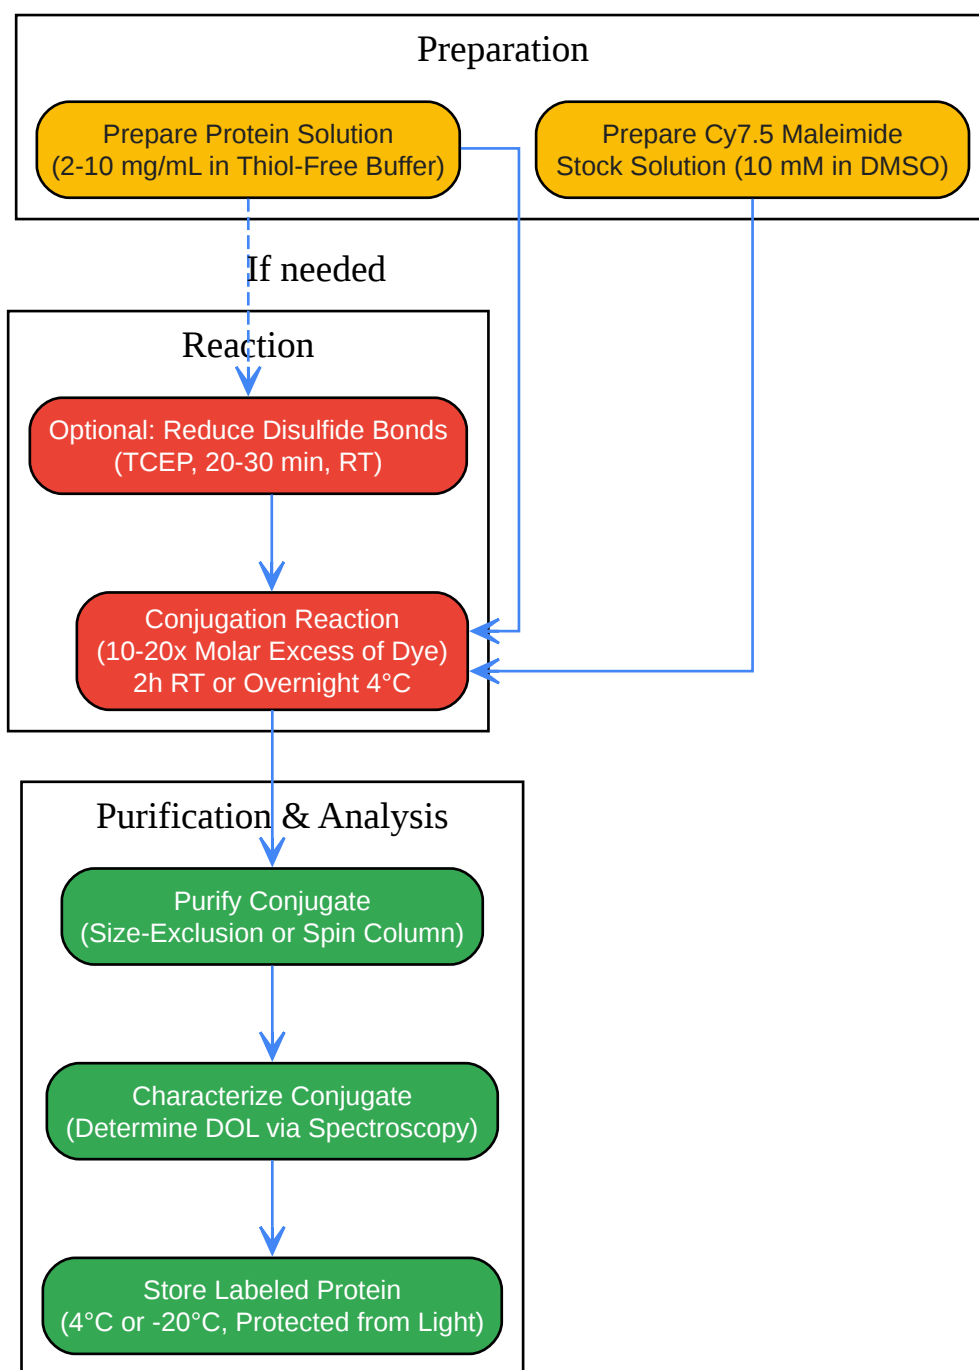 Preparation
Prepare Protein Solution
(2-10 mg/mL in Thiol-Free Buffer)
Prepare Cy7.5 Maleimide
Stock Solution (10 mM in DMSO)
If needed
Reaction
Optional: Reduce Disulfide Bonds
(TCEP, 20-30 min, RT)
Conjugation Reaction
(10-20x Molar Excess of Dye)
2h RT or Overnight 4°C
Purification & Analysis
Purify Conjugate
(Size-Exclusion or Spin Column)
Characterize Conjugate
(Determine DOL via Spectroscopy)
Store Labeled Protein
(4°C or -20°C, Protected from Light)